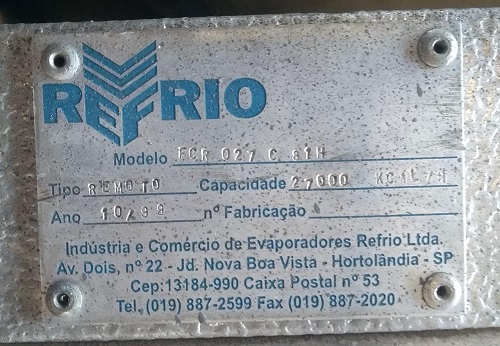 REFRIO
Modelo FCR 027 C
Tipo REMOTO Capacidade 27000 KCAL/H
Ano 10/99 nº Fabricação
Indústria e Comércio de Evaporadores Refrio Ltda.
Av. Dois, nº 22 - Jd. Nova Boa Vista - Hortolândia - SP
Cep:13184-990 Caixa Postal nº 53
Tel. (019) 887-2599 Fax (019) 887-2020